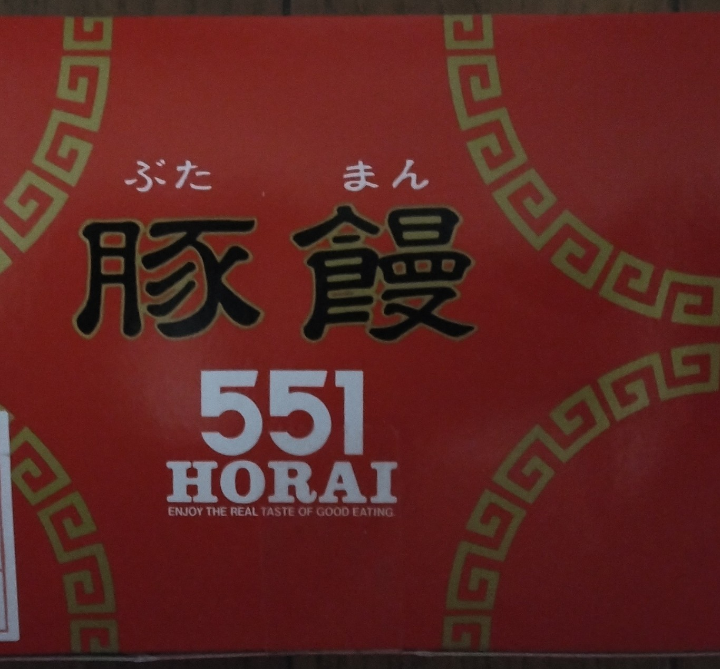 ぶた まん
豚饅
551
HORAI
ENJOY THE REAL TASTE OF GOOD EATING.